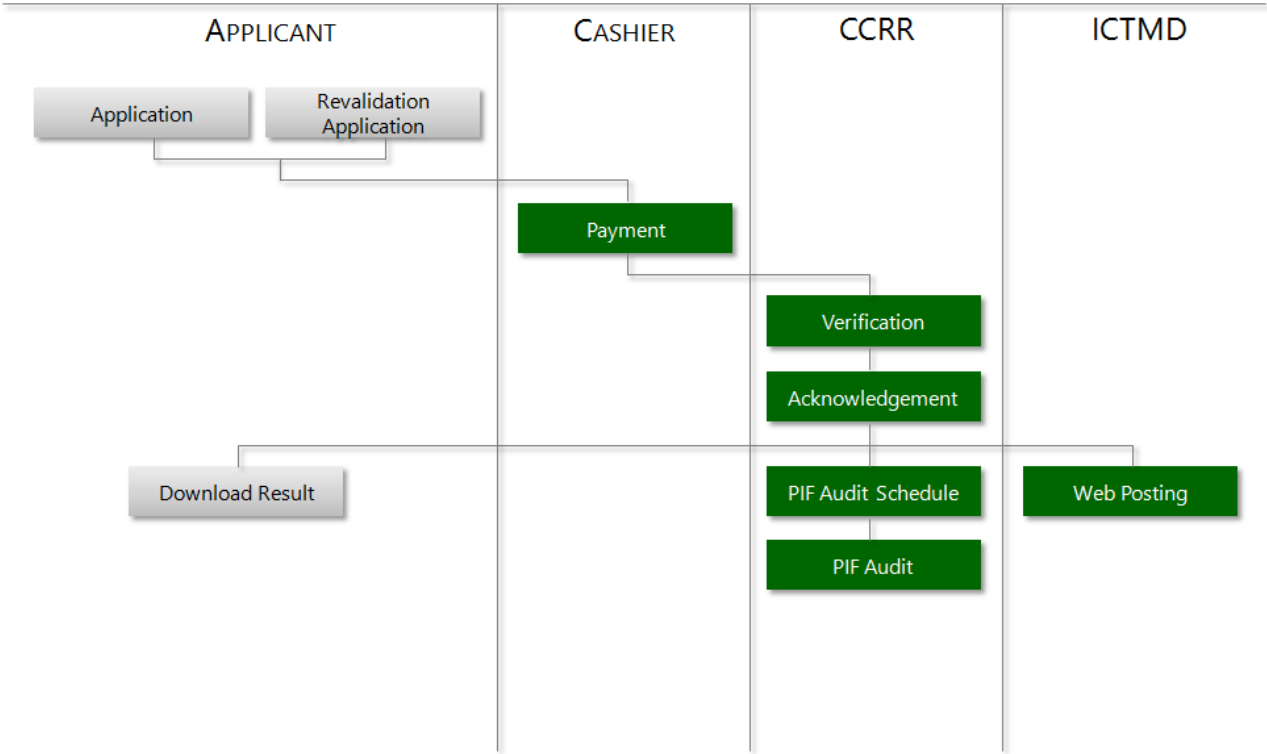 APPLICANT
CASHIER
CCRR
ICTMD
Application
Revalidation
Application
Payment
Verification
Acknowledgement
Download Result
PIF Audit Schedule
Web Posting
PIF Audit